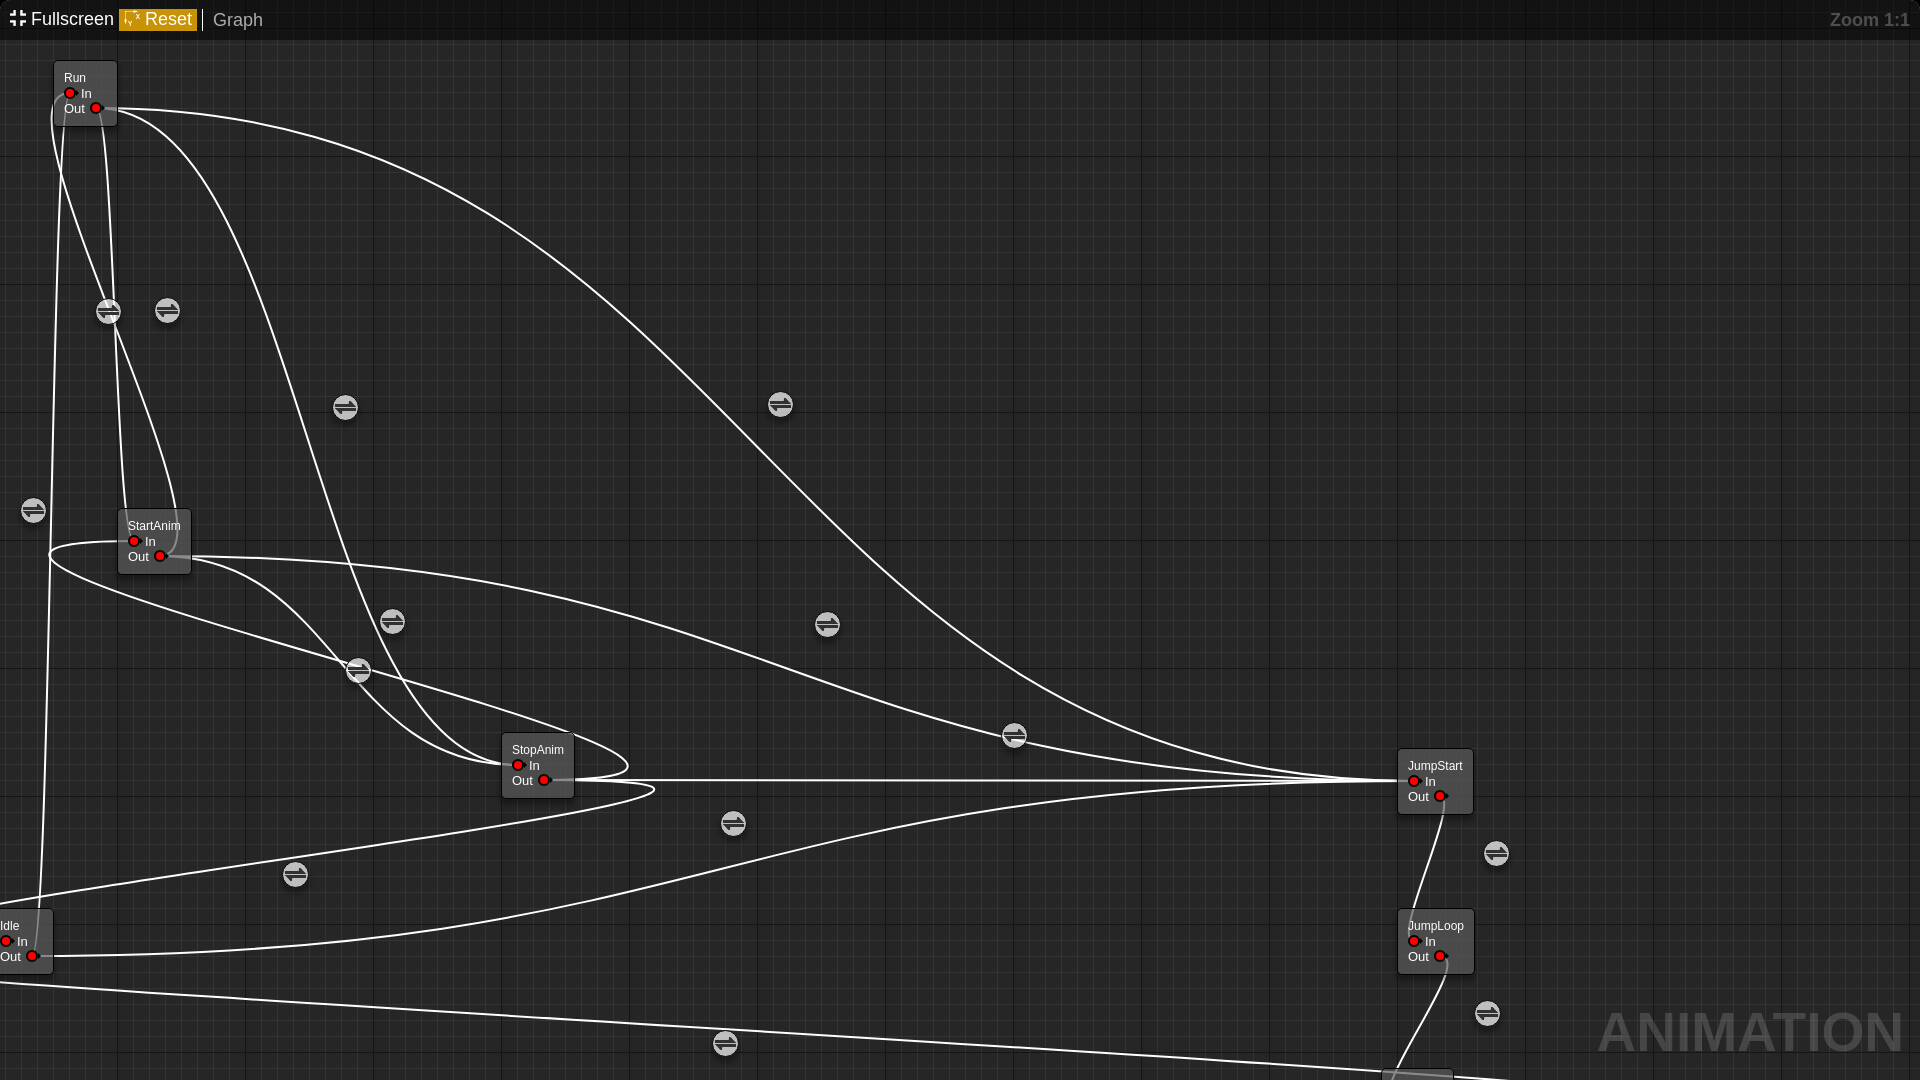 Fullscreen Reset Graph Zoom 1:1
Run
In
Out
StartAnim
In
Out
StopAnim
In
Out
JumpStart
In
Out
Idle
In
Out
JumpLoop
In
Out
ANIMATION